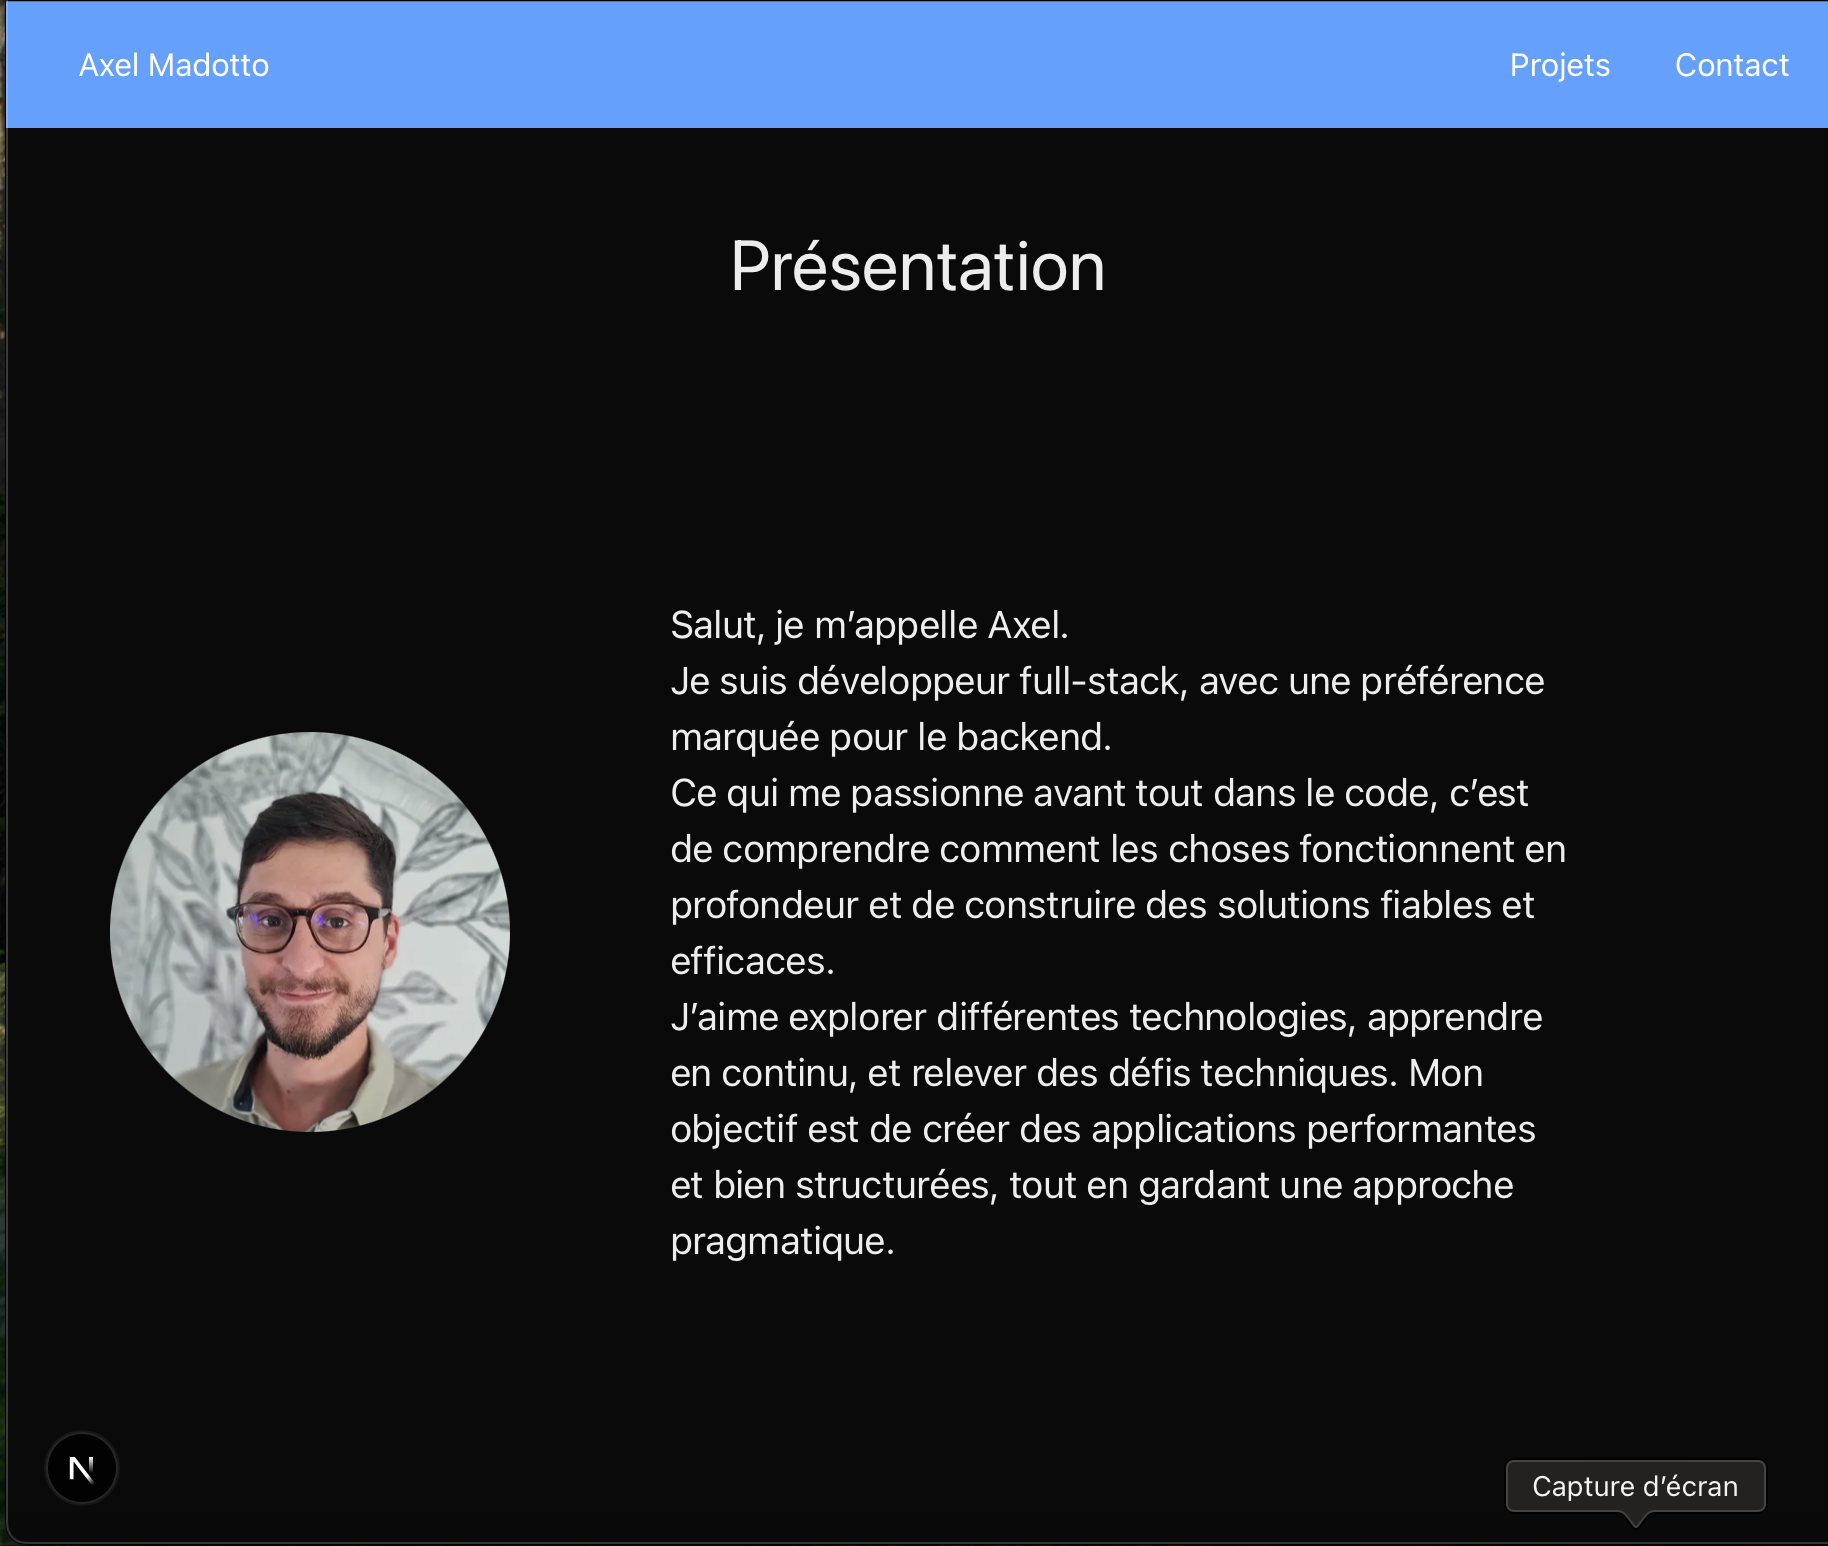 Axel Madotto
Projets
Contact
Présentation
Salut, je m’appelle Axel.
Je suis développeur full-stack, avec une préférence
marquée pour le backend.
Ce qui me passionne avant tout dans le code, c’est
de comprendre comment les choses fonctionnent en
profondeur et de construire des solutions fiables et
efficaces.
J’aime explorer différentes technologies, apprendre
en continu, et relever des défis techniques. Mon
objectif est de créer des applications performantes
et bien structurées, tout en gardant une approche
pragmatique.
N
Capture d’écran